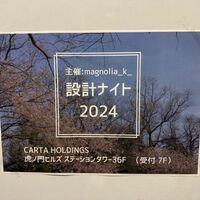 主催:magnolia_k_
設計ナイト
2024
CARTA HOLDINGS
虎ノ門ヒルズ ステーションタワー36F （受付 7F）